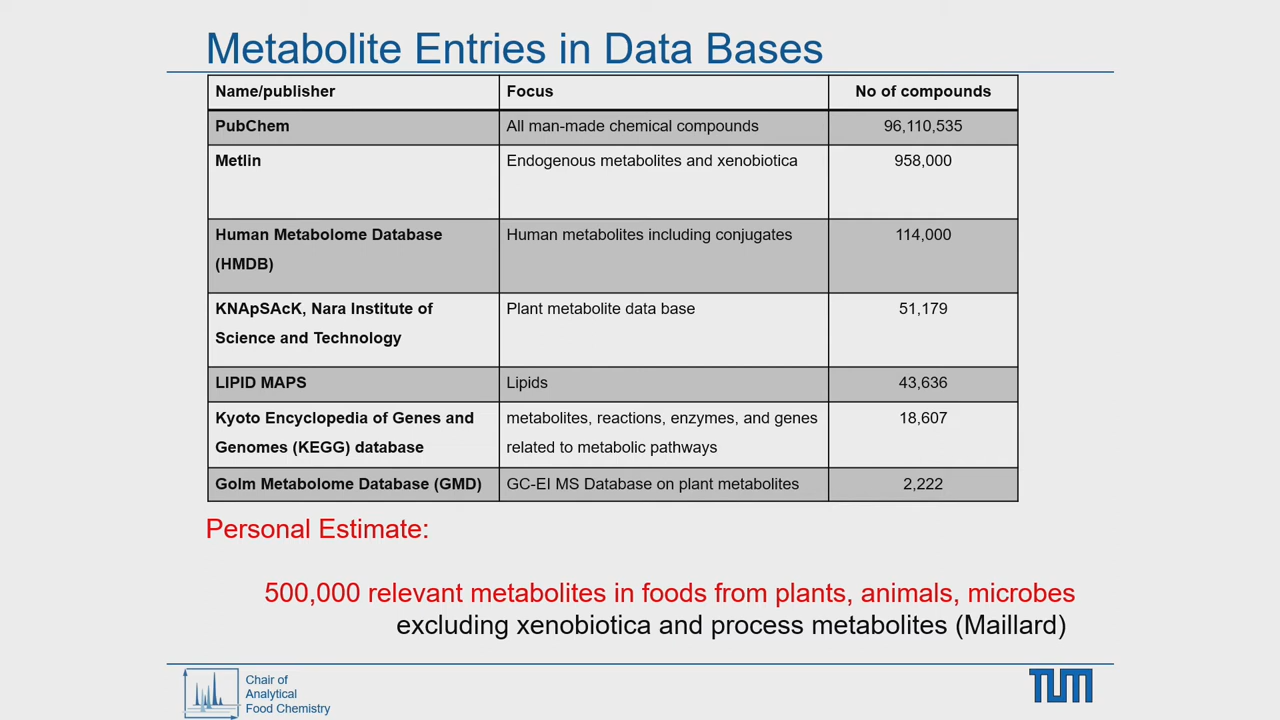 Metabolite Entries in Data Bases
Name/publisher Focus No of compounds
PubChem All man-made chemical compounds 96,110,535
Metlin Endogenous metabolites and xenobiotica 958,000
Human Metabolome Database Human metabolites including conjugates 114,000
(HMDB)
KNApSAcK, Nara Institute of Plant metabolite data base 51,179
Science and Technology
LIPID MAPS Lipids 43,636
Kyoto Encyclopedia of Genes and metabolites, reactions, enzymes, and genes 18,607
Genomes (KEGG) database related to metabolic pathways
Golm Metabolome Database (GMD) GC-EI MS Database on plant metabolites 2,222
Personal Estimate:
500,000 relevant metabolites in foods from plants, animals, microbes
excluding xenobiotica and process metabolites (Maillard)
Chair of
Analytical
Food Chemistry
TUM